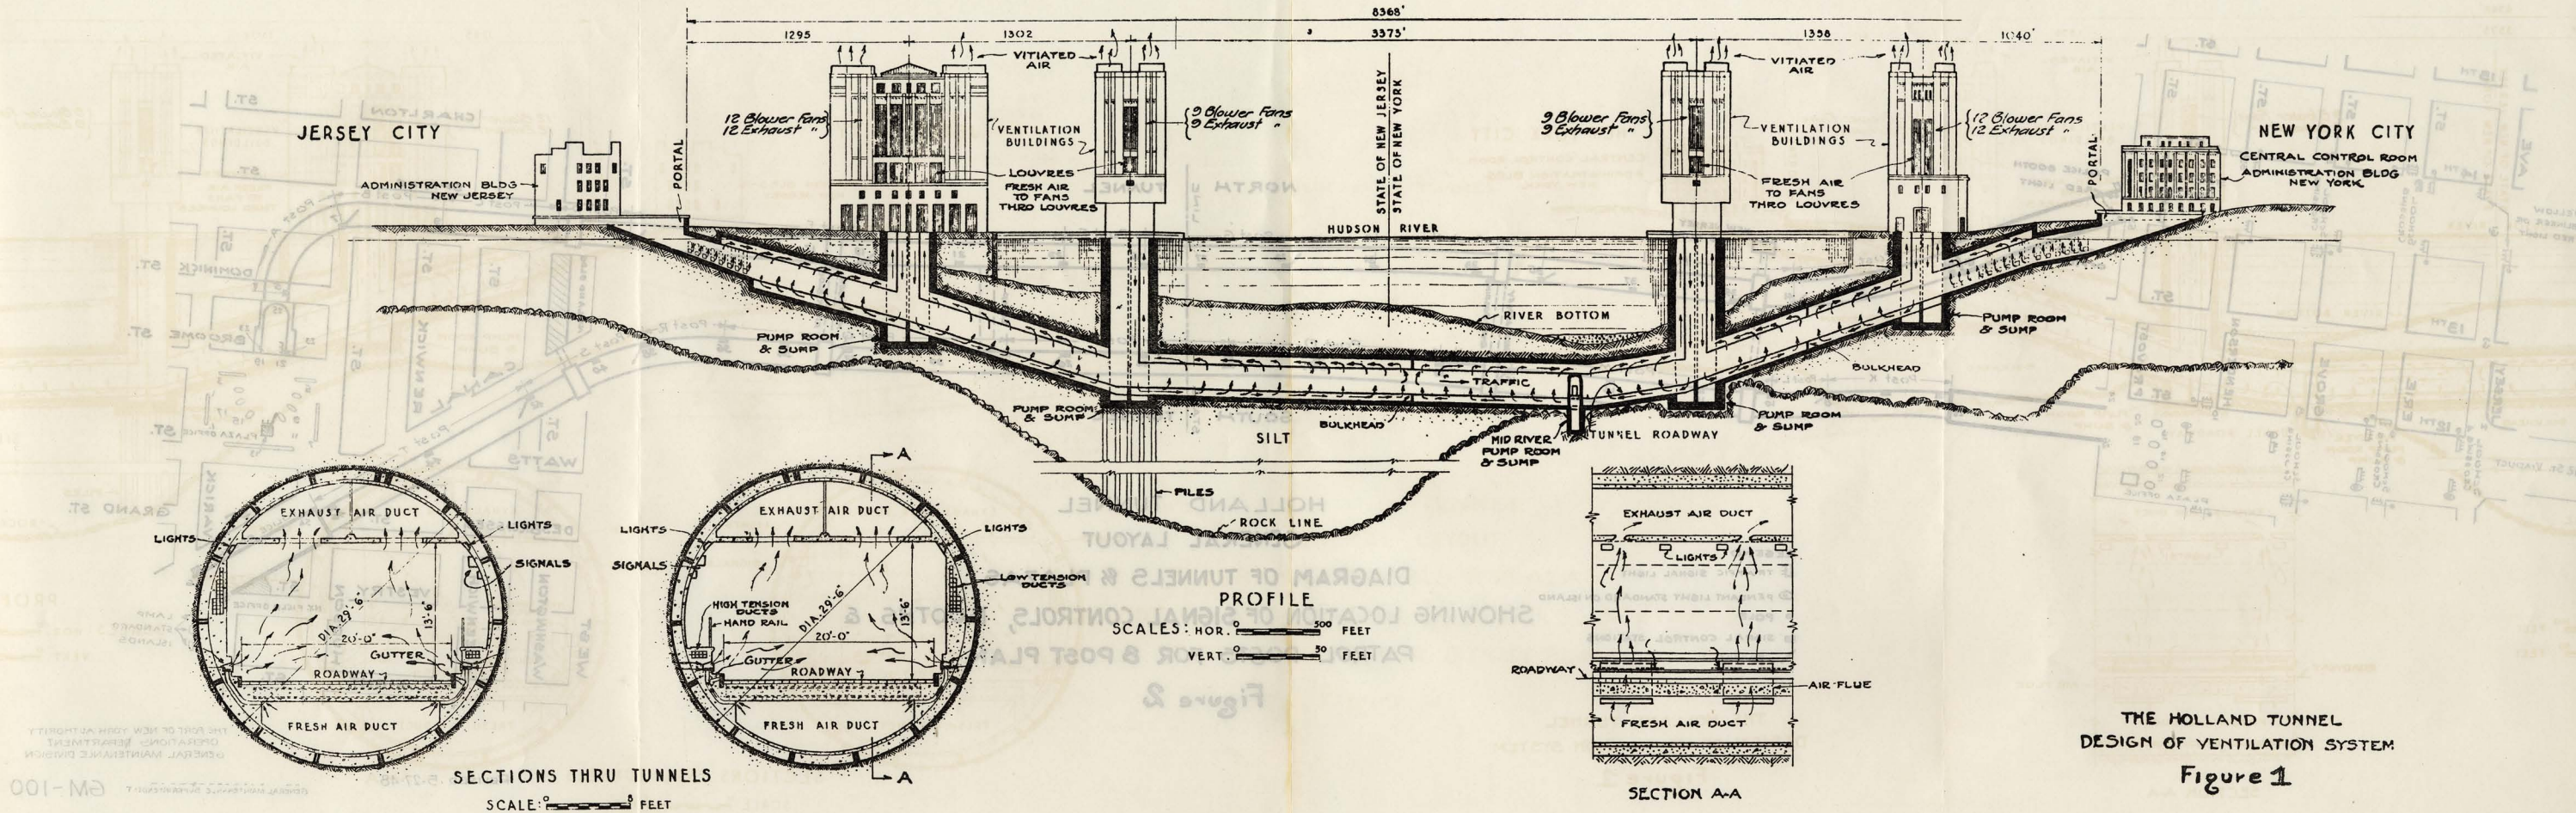 8368'
1295
1302
3375'
1358
1040'
VITIATED
AIR
VITIATED
AIR
JERSEY CITY
12 Blower Fans
12 Exhaust "
9 Blower Fans
9 Exhaust "
9 Blower Fans
9 Exhaust "
12 Blower Fans
12 Exhaust "
NEW YORK CITY
CENTRAL CONTROL ROOM
ADMINISTRATION BLDG
NEW YORK
ADMINISTRATION BLDG
NEW JERSEY
PORTAL
VENTILATION
BUILDINGS
LOUVRES
FRESH AIR
TO FANS
THRO LOUVRES
STATE OF NEW JERSEY
STATE OF NEW YORK
VENTILATION
BUILDINGS
FRESH AIR
TO FANS
THRO LOUVRES
PORTAL
HUDSON RIVER
RIVER BOTTOM
PUMP ROOM
& SUMP
PUMP ROOM
& SUMP
TRAFFIC
BULKHEAD
PUMP ROOM
& SUMP
BULKHEAD
MID RIVER
PUMP ROOM
& SUMP
TUNNEL ROADWAY
PUMP ROOM
& SUMP
SILT
PILES
ROCK LINE
EXHAUST AIR DUCT
LIGHTS
LIGHTS
SIGNALS
DIA. 29'-6"
13'-6"
20'-0"
GUTTER
ROADWAY
FRESH AIR DUCT
EXHAUST AIR DUCT
LIGHTS
LIGHTS
SIGNALS
LOW TENSION
DUCTS
HIGH TENSION
DUCTS
HAND RAIL
DIA. 29'-6"
13'-6"
20'-0"
GUTTER
ROADWAY
FRESH AIR DUCT
A
A
SECTIONS THRU TUNNELS
SCALE: 0 8 FEET
PROFILE
SCALES: HOR. 0 500 FEET
VERT. 0 50 FEET
EXHAUST AIR DUCT
LIGHTS
ROADWAY
AIR FLUE
FRESH AIR DUCT
SECTION A-A
THE HOLLAND TUNNEL
DESIGN OF VENTILATION SYSTEM
Figure 1